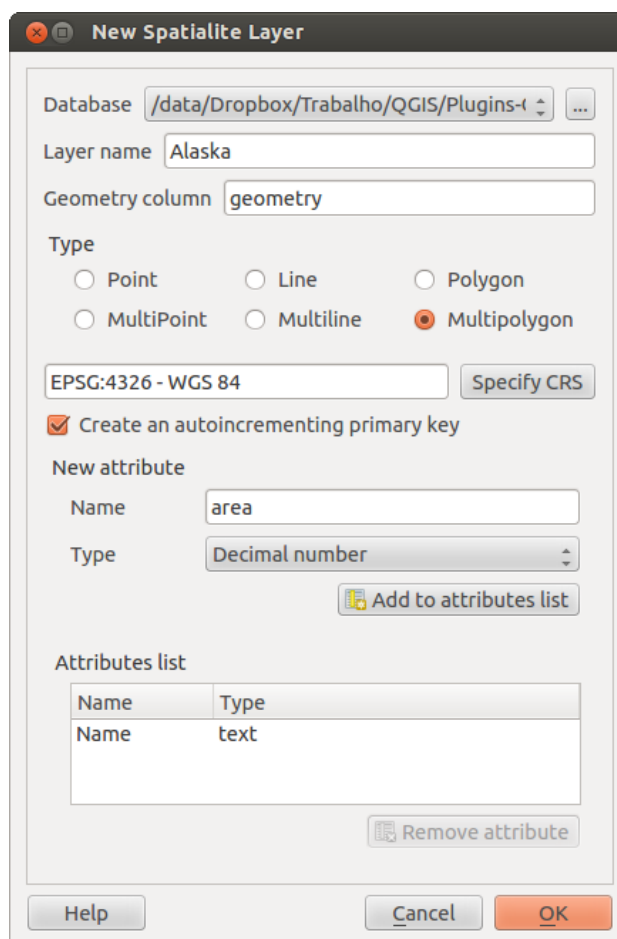 New Spatialite Layer
Database /data/Dropbox/Trabalho/QGIS/Plugins-( ...
Layer name Alaska
Geometry column geometry
Type
Point Line Polygon
MultiPoint Multiline Multipolygon
EPSG:4326 - WGS 84 Specify CRS
Create an autoincrementing primary key
New attribute
Name area
Type Decimal number
Add to attributes list
Attributes list
Name Type
Name text
Remove attribute
Help Cancel OK